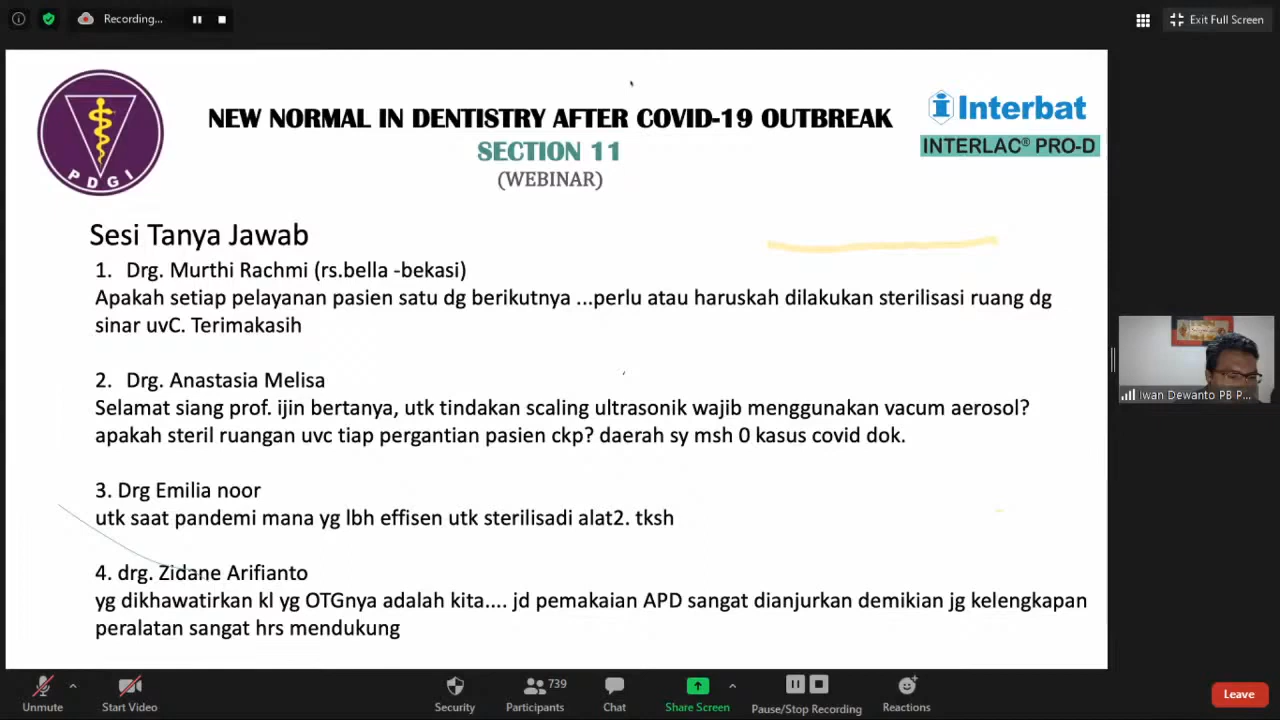 Recording...
Exit Full Screen
PDGI
NEW NORMAL IN DENTISTRY AFTER COVID-19 OUTBREAK
SECTION 11
(WEBINAR)
Interbat
INTERLAC® PRO-D
Sesi Tanya Jawab
1. Drg. Murthi Rachmi (rs.bella -bekasi)
Apakah setiap pelayanan pasien satu dg berikutnya ...perlu atau haruskah dilakukan sterilisasi ruang dg
sinar uvC. Terimakasih
2. Drg. Anastasia Melisa
Selamat siang prof. ijin bertanya, utk tindakan scaling ultrasonik wajib menggunakan vacum aerosol?
apakah steril ruangan uvc tiap pergantian pasien ckp? daerah sy msh 0 kasus covid dok.
3. Drg Emilia noor
utk saat pandemi mana yg lbh effisen utk sterilisadi alat2. tksh
4. drg. Zidane Arifianto
yg dikhawatirkan kl yg OTGnya adalah kita.... jd pemakaian APD sangat dianjurkan demikian jg kelengkapan
peralatan sangat hrs mendukung
Iwan Dewanto PB P...
Unmute
Start Video
Security
739
Participants
Chat
Share Screen
Pause/Stop Recording
Reactions
Leave